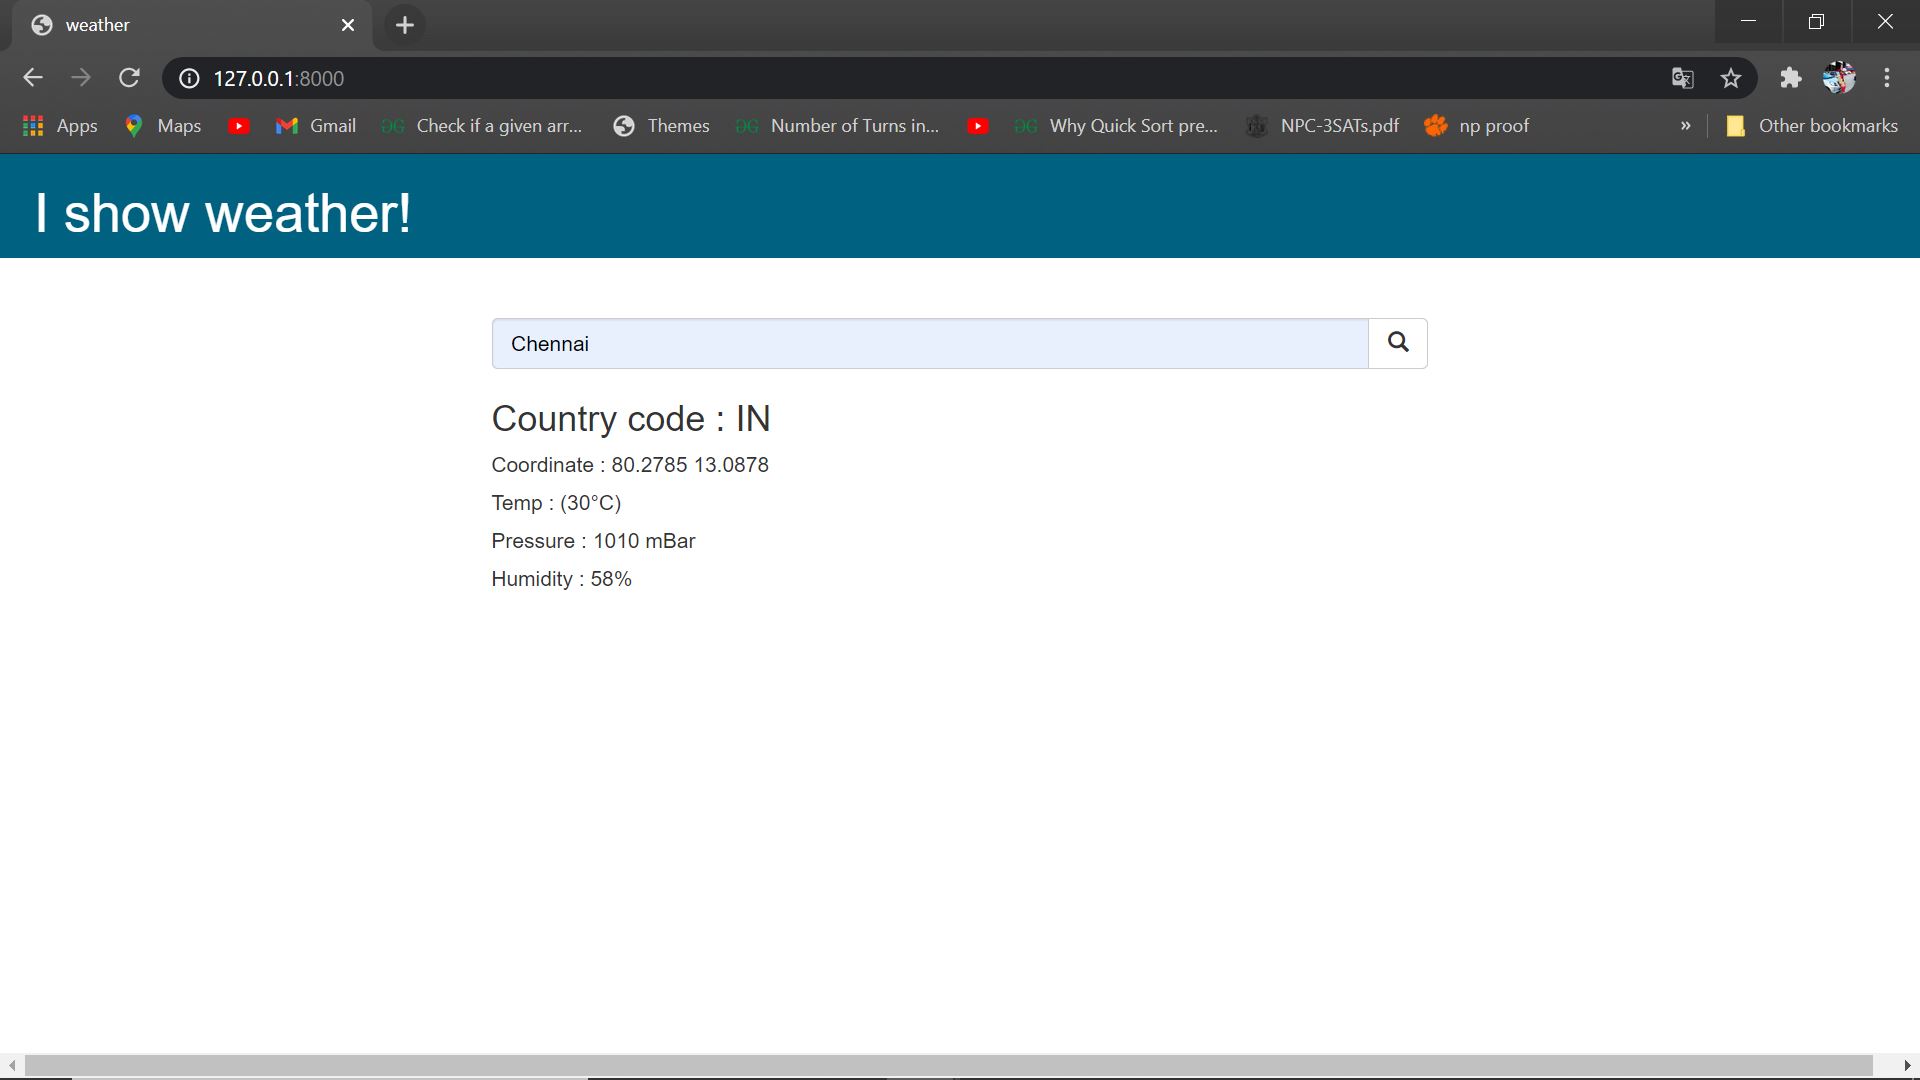 weather
127.0.0.1:8000
Apps Maps Gmail Check if a given arr... Themes Number of Turns in... Why Quick Sort pre... NPC-3SATs.pdf np proof » Other bookmarks
I show weather!
Chennai
Country code : IN
Coordinate : 80.2785 13.0878
Temp : (30°C)
Pressure : 1010 mBar
Humidity : 58%